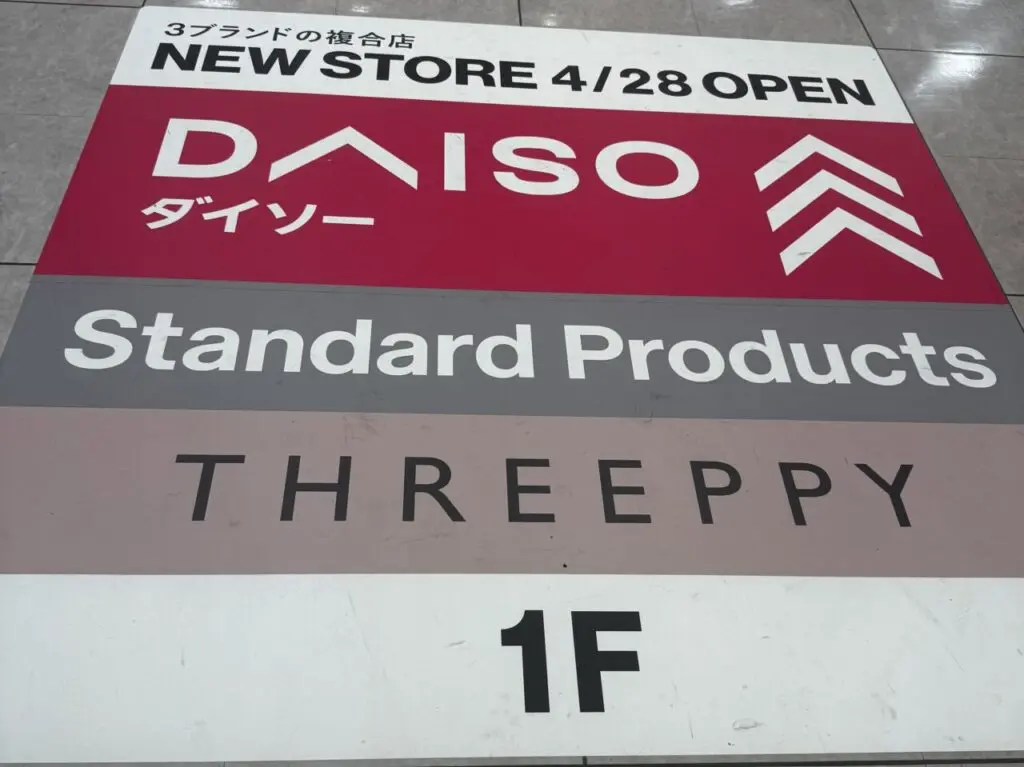 3ブランドの複合店
NEW STORE 4/28 OPEN
DAISO
ダイソー
Standard Products
THREEPPY
1F